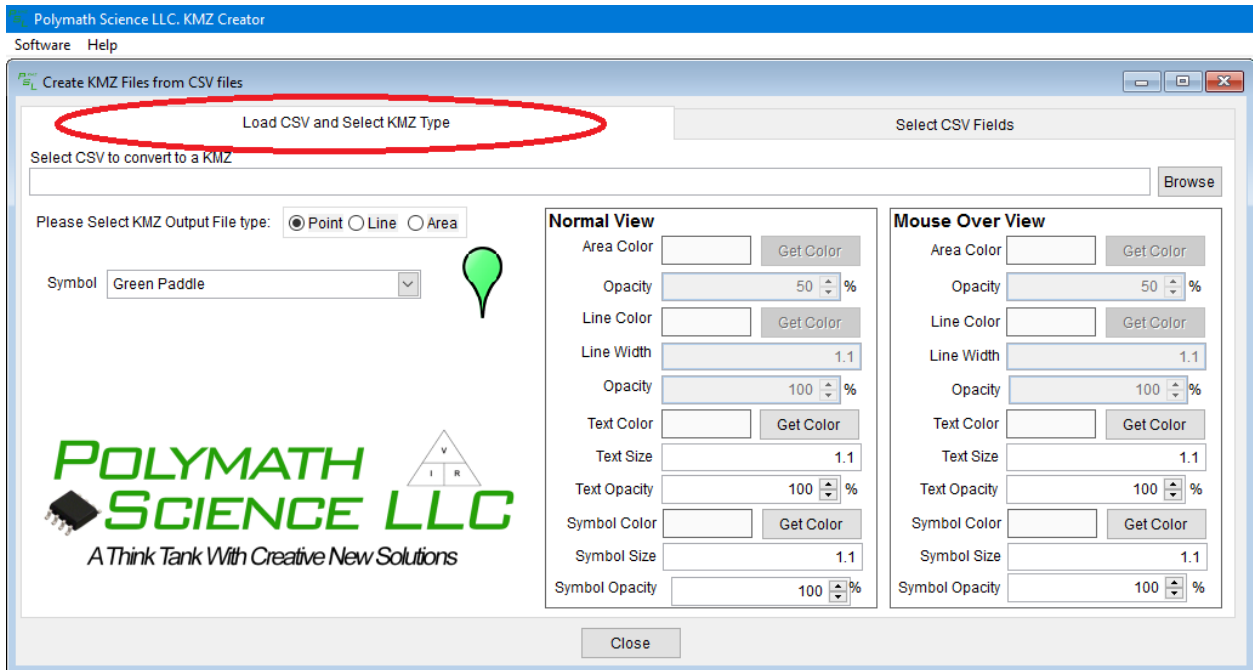 Polymath Science LLC. KMZ Creator
Software Help
Create KMZ Files from CSV files
Load CSV and Select KMZ Type
Select CSV Fields
Select CSV to convert to a KMZ
Browse
Please Select KMZ Output File type: Point Line Area
Symbol Green Paddle
POLYMATH
SCIENCE LLC
V
I R
A Think Tank With Creative New Solutions
Normal View
Area Color Get Color
Opacity 50 %
Line Color Get Color
Line Width 1.1
Opacity 100 %
Text Color Get Color
Text Size 1.1
Text Opacity 100 %
Symbol Color Get Color
Symbol Size 1.1
Symbol Opacity 100 %
Mouse Over View
Area Color Get Color
Opacity 50 %
Line Color Get Color
Line Width 1.1
Opacity 100 %
Text Color Get Color
Text Size 1.1
Text Opacity 100 %
Symbol Color Get Color
Symbol Size 1.1
Symbol Opacity 100 %
Close